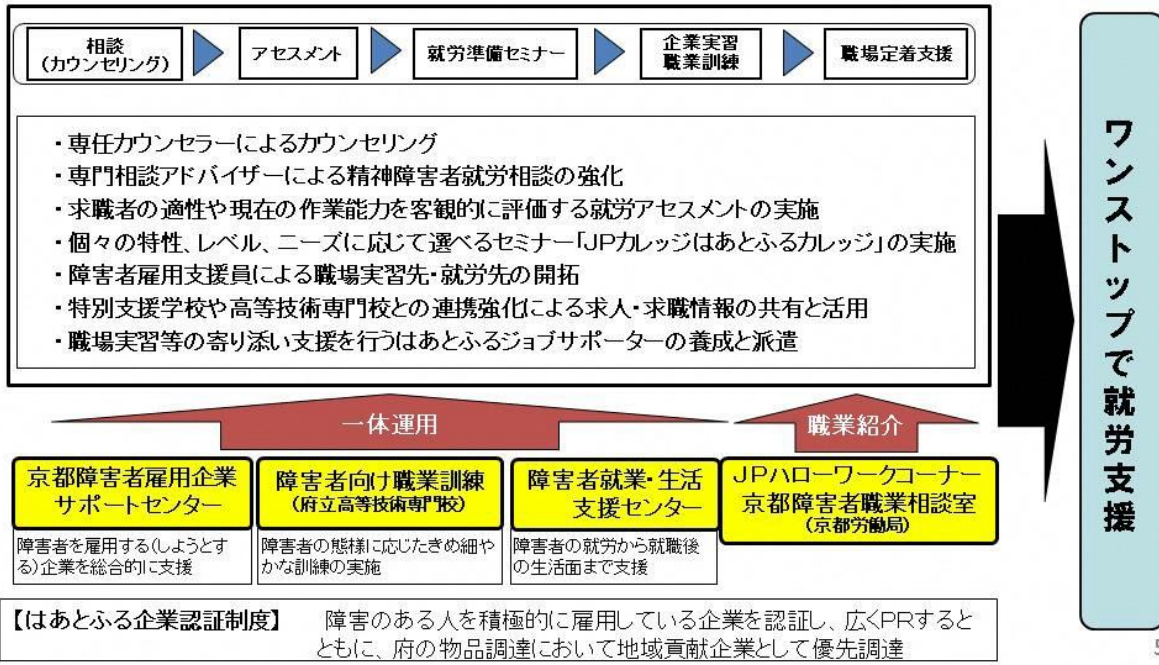 相談
(カウンセリング)
アセスメント
就労準備セミナー
企業実習
職業訓練
職場定着支援
・専任カウンセラーによるカウンセリング
・専門相談アドバイザーによる精神障害者就労相談の強化
・求職者の適性や現在の作業能力を客観的に評価する就労アセスメントの実施
・個々の特性、レベル、ニーズに応じて選べるセミナー「JPカレッジはあとふるカレッジ」の実施
・障害者雇用支援員による職場実習先・就労先の開拓
・特別支援学校や高等技術専門校との連携強化による求人・求職情報の共有と活用
・職場実習等の寄り添い支援を行うはあとふるジョブサポーターの養成と派遣
ワンストップで就労支援
一体運用
職業紹介
京都障害者雇用企業
サポートセンター
障害者を雇用する(しようとす
る)企業を総合的に支援
障害者向け職業訓練
(府立高等技術専門校)
障害者の態様に応じたきめ細や
かな訓練の実施
障害者就業・生活
支援センター
障害者の就労から就職後
の生活面まで支援
JPハローワークコーナー
京都障害者職業相談室
(京都労働局)
【はあとふる企業認証制度】 障害のある人を積極的に雇用している企業を認証し、広くPRすると
ともに、府の物品調達において地域貢献企業として優先調達
5